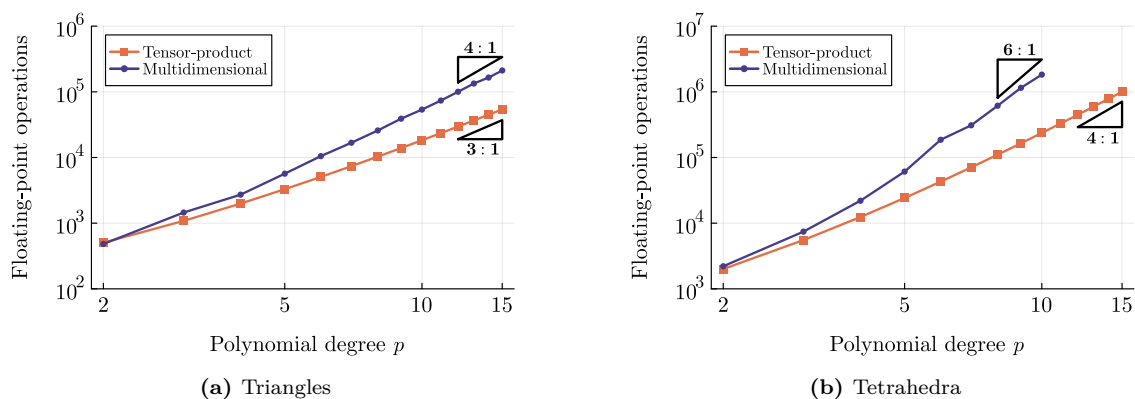 Floating-point operations
10^6
10^5
10^4
10^3
10^2
Tensor-product
Multidimensional
4 : 1
3 : 1
2
5
10
15
Polynomial degree p
(a) Triangles
Floating-point operations
10^7
10^6
10^5
10^4
10^3
Tensor-product
Multidimensional
6 : 1
4 : 1
2
5
10
15
Polynomial degree p
(b) Tetrahedra